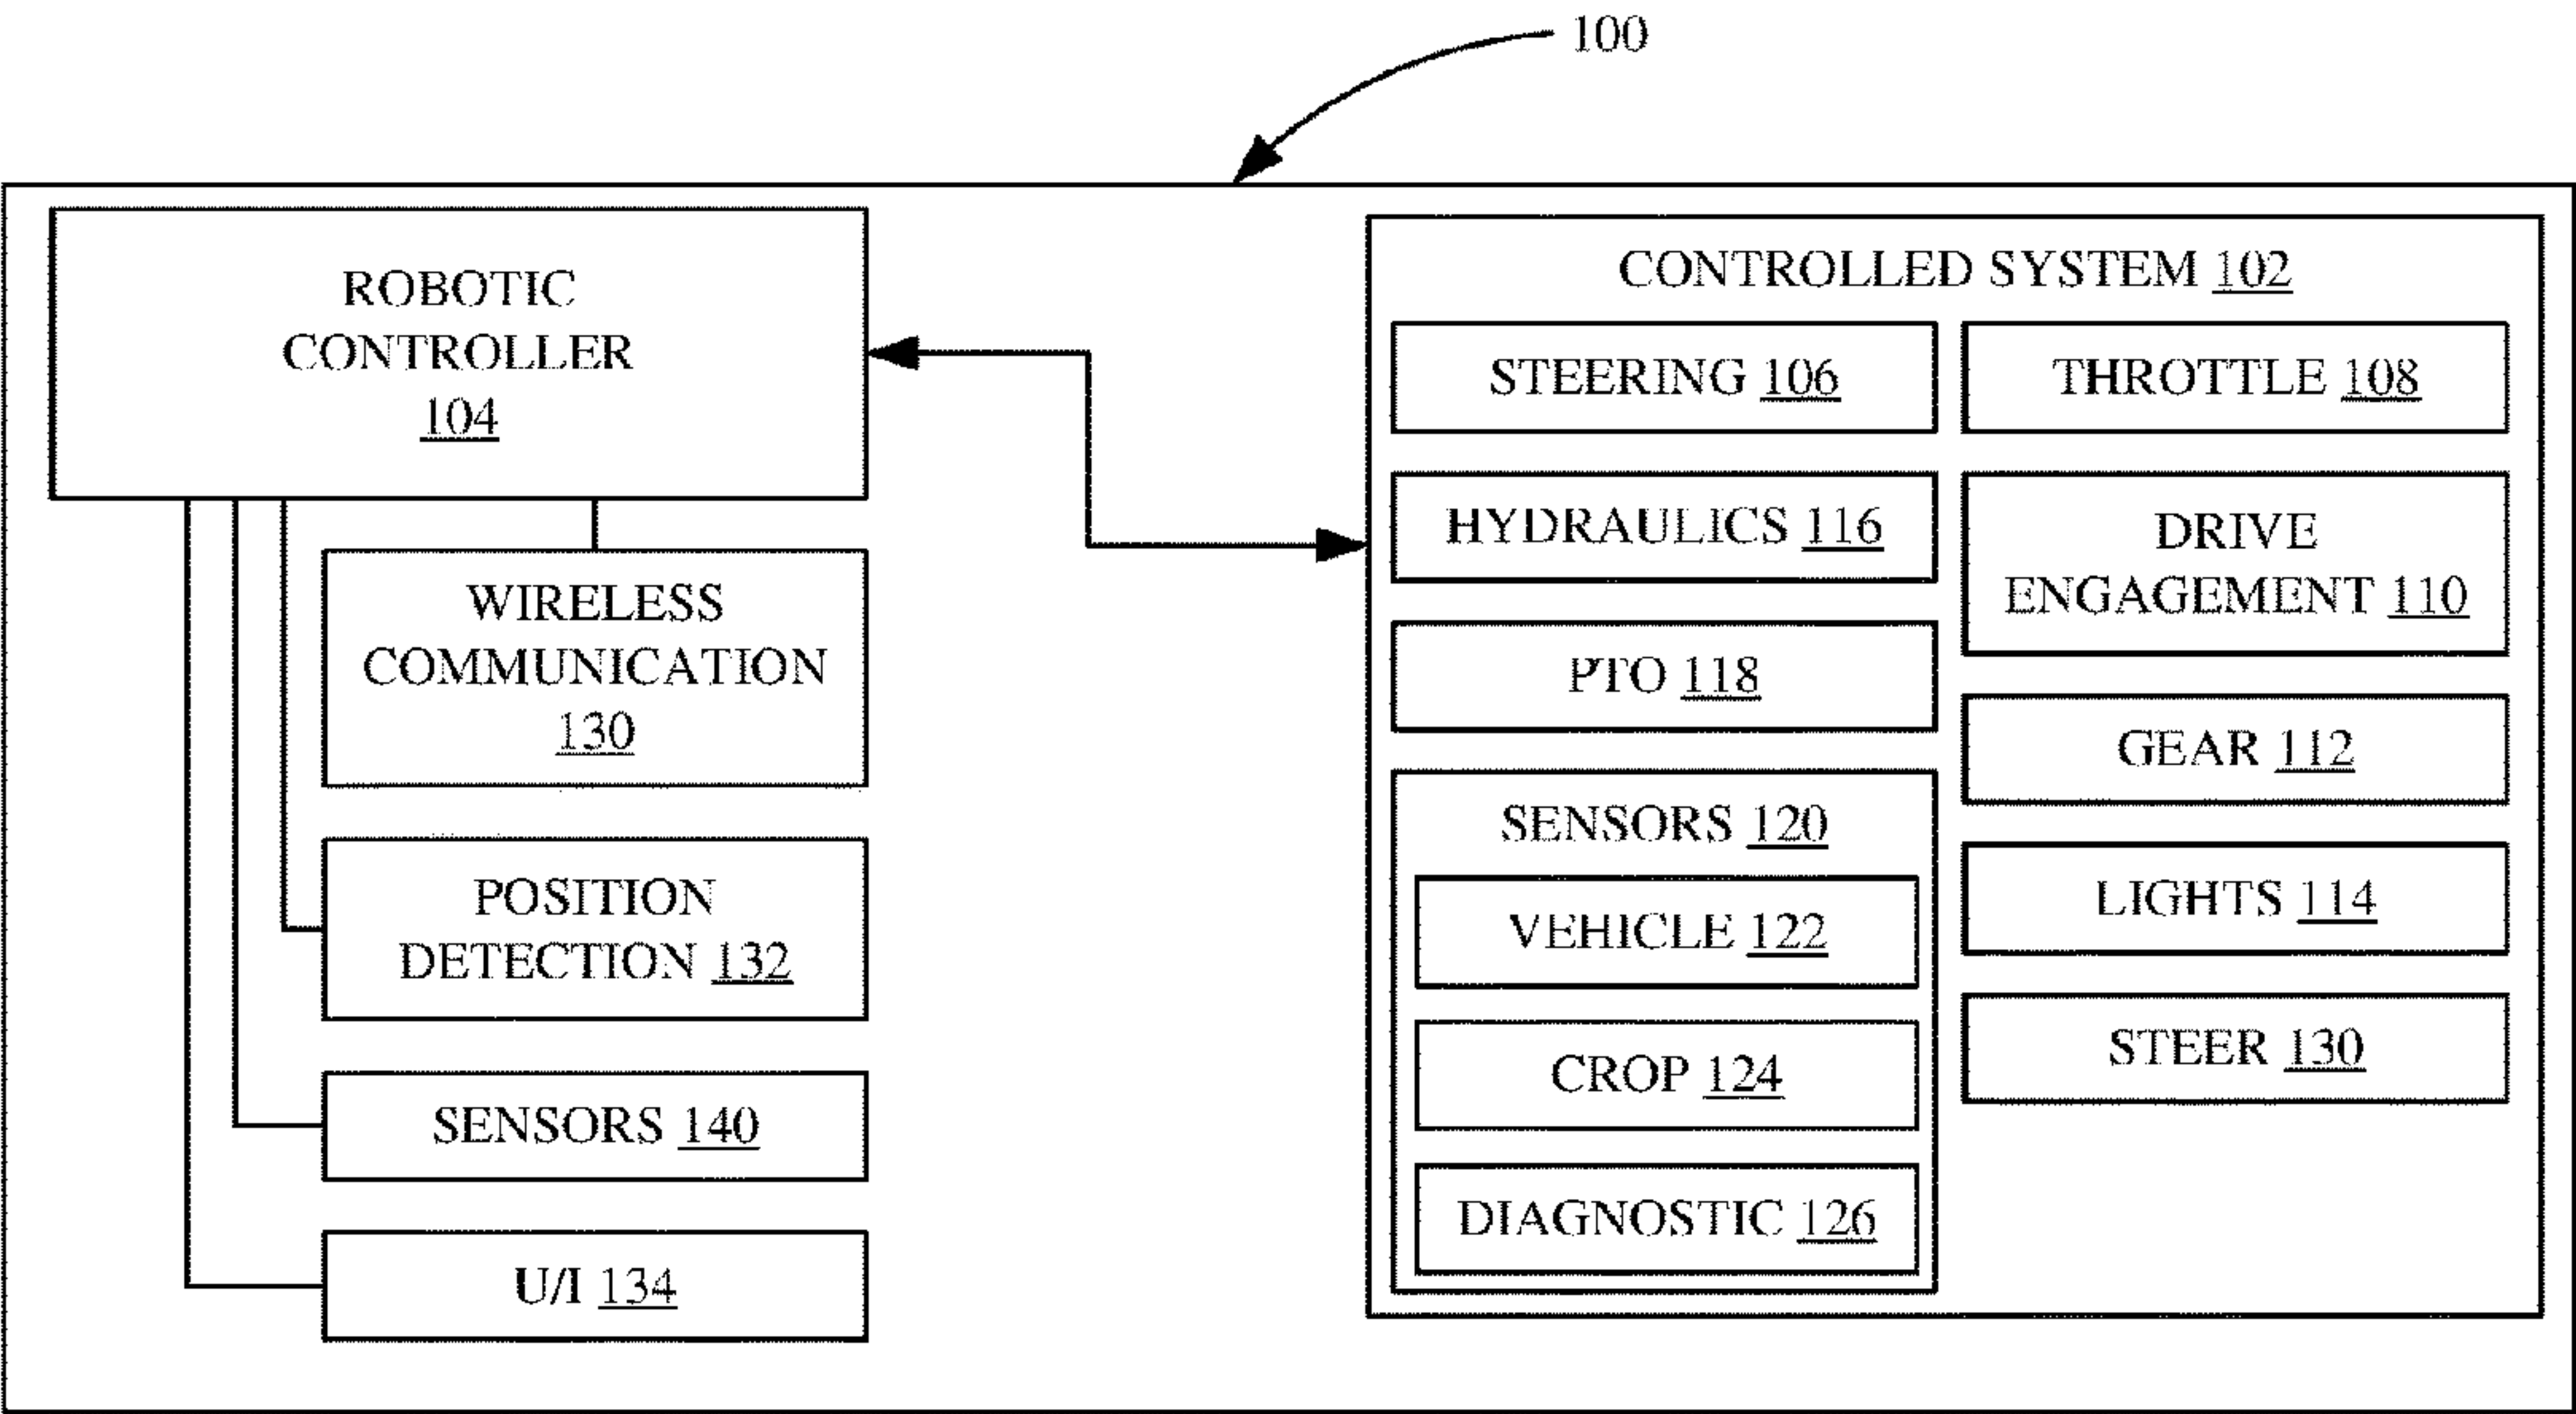 100
ROBOTIC
CONTROLLER
104
WIRELESS
COMMUNICATION
130
POSITION
DETECTION 132
SENSORS 140
U/I 134
CONTROLLED SYSTEM 102
STEERING 106
HYDRAULICS 116
PTO 118
SENSORS 120
VEHICLE 122
CROP 124
DIAGNOSTIC 126
THROTTLE 108
DRIVE
ENGAGEMENT 110
GEAR 112
LIGHTS 114
STEER 130